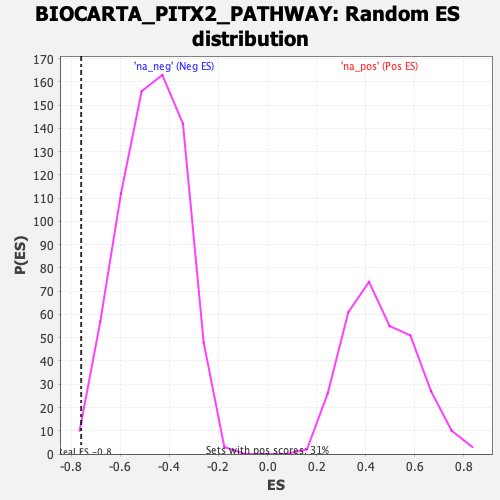 BIOCARTA_PITX2_PATHWAY: Random ES
distribution
'na_neg' (Neg ES)
'na_pos' (Pos ES)
170
160
150
140
130
120
110
100
90
80
70
60
50
40
30
20
10
0
P(ES)
Real ES -0.8
Sets with pos scores: 31%
-0.8 -0.6 -0.4 -0.2 0.0 0.2 0.4 0.6 0.8
ES